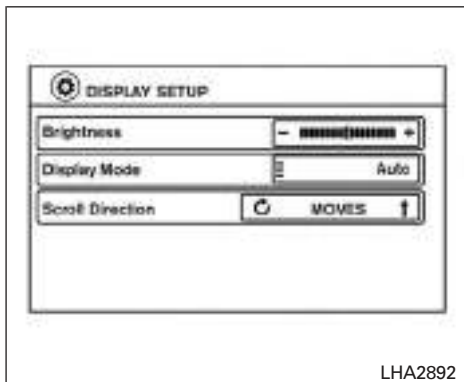 DISPLAY SETUP
Brightness - +
Display Mode Auto
Scroll Direction MOVES
LHA2892